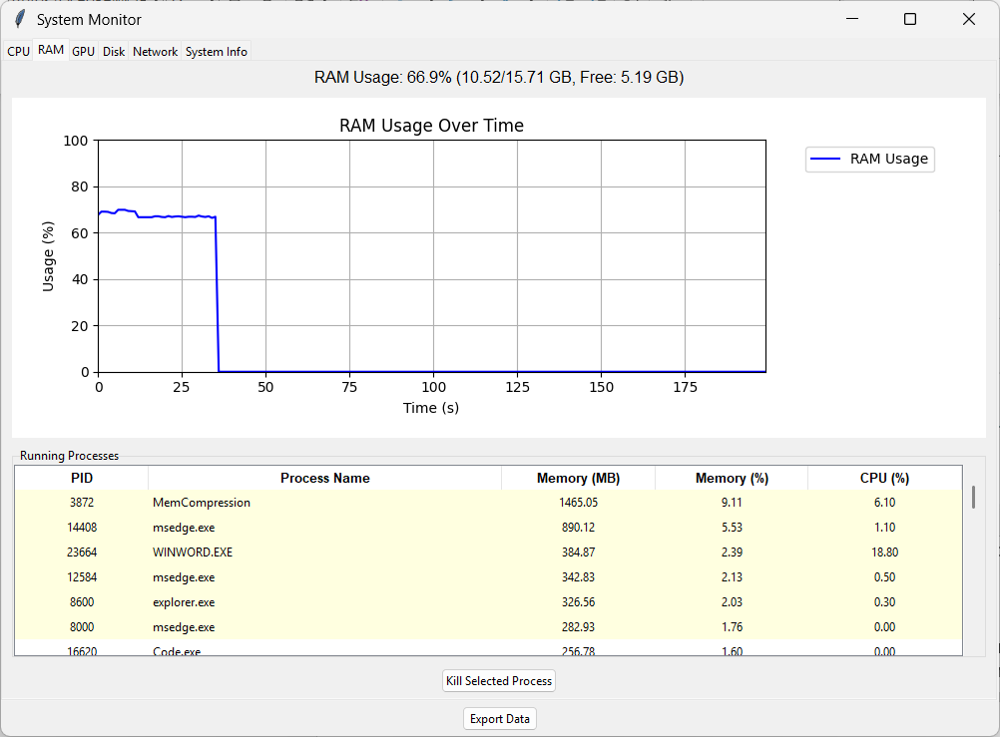 System Monitor
CPU RAM GPU Disk Network System Info
RAM Usage: 66.9% (10.52/15.71 GB, Free: 5.19 GB)
RAM Usage Over Time
RAM Usage
100
80
60
40
20
0
Usage (%)
0 25 50 75 100 125 150 175
Time (s)
Running Processes
PID Process Name Memory (MB) Memory (%) CPU (%)
3872 MemCompression 1465.05 9.11 6.10
14408 msedge.exe 890.12 5.53 1.10
23664 WINWORD.EXE 384.87 2.39 18.80
12584 msedge.exe 342.83 2.13 0.50
8600 explorer.exe 326.56 2.03 0.30
8000 msedge.exe 282.93 1.76 0.00
16620 Code.exe 256.78 1.60 0.00
Kill Selected Process
Export Data